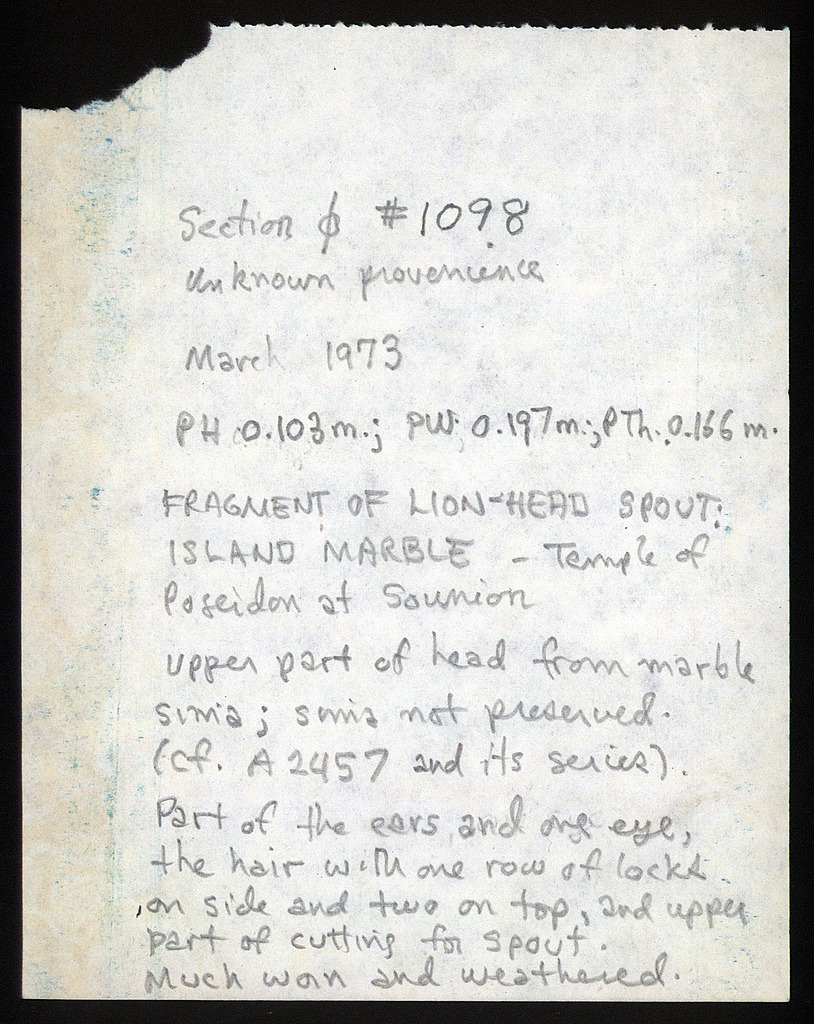 Section ϕ #1098
Unknown provenience
March 1973
PH 0.103m.; PW. 0.197m.; PTh. 0.166 m.
FRAGMENT OF LION-HEAD SPOUT:
ISLAND MARBLE - Temple of
Poseidon at Sounion
upper part of head from marble
sima; sima not preserved.
(cf. A 2457 and its series).
Part of the ears and one eye,
the hair with one row of locks
on side and two on top, and upper
part of cutting for spout.
Much worn and weathered.